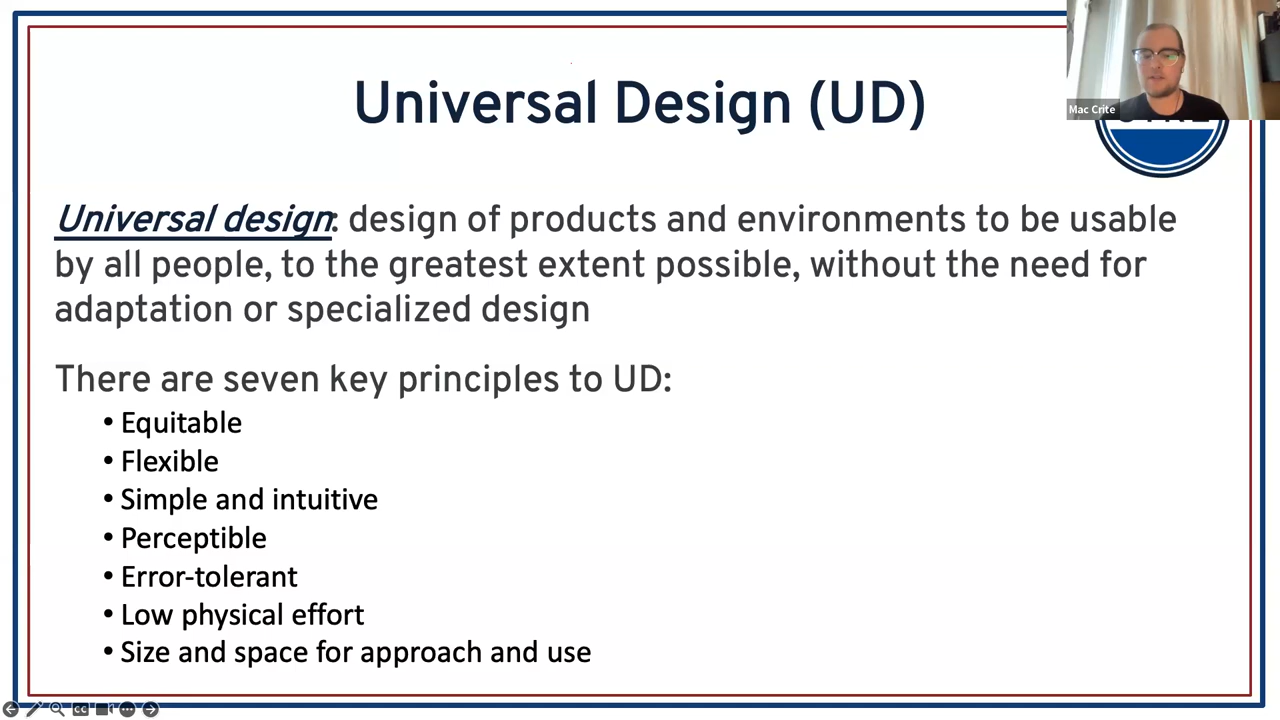 Universal Design (UD)
Mac Crite
Universal design: design of products and environments to be usable
by all people, to the greatest extent possible, without the need for
adaptation or specialized design
There are seven key principles to UD:
• Equitable
• Flexible
• Simple and intuitive
• Perceptible
• Error-tolerant
• Low physical effort
• Size and space for approach and use
CC